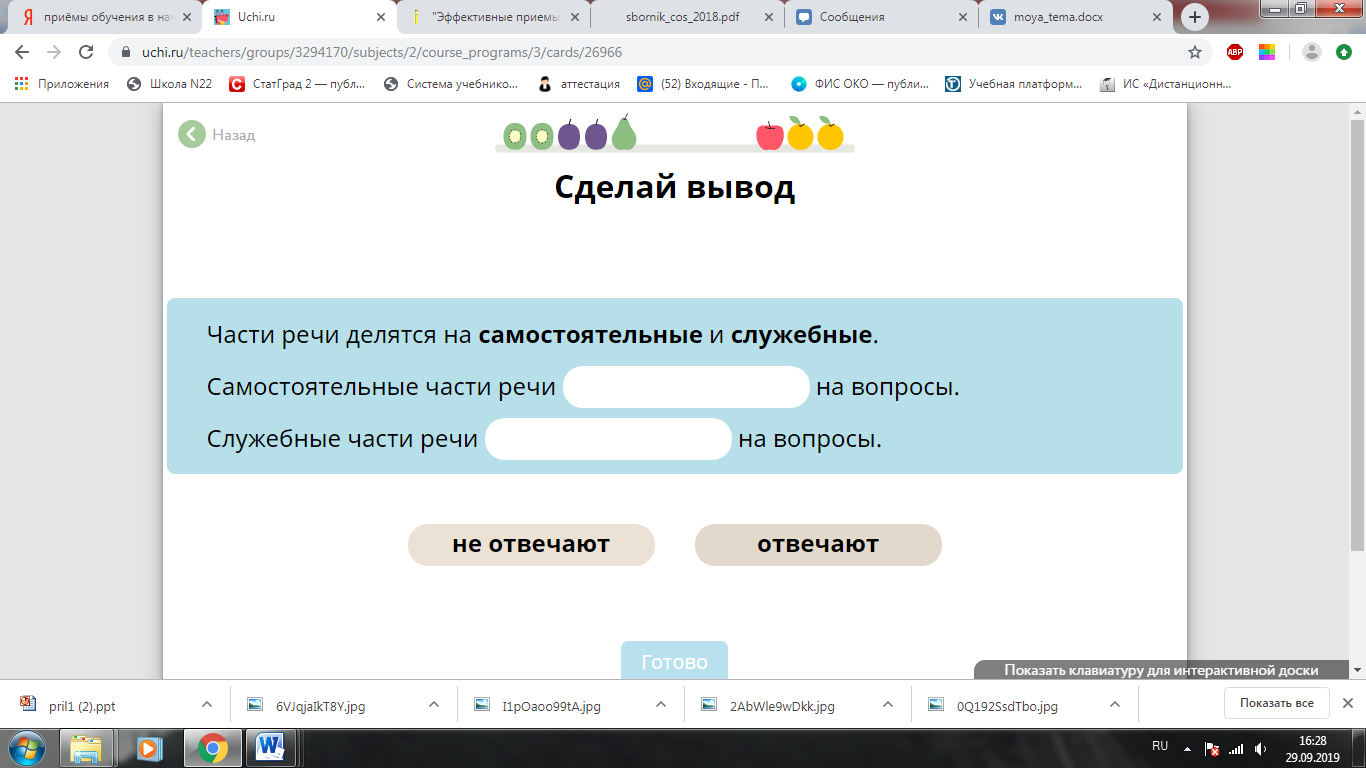 приёмы обучения в нач
Uchi.ru
"Эффективные приемы
sbornik_cos_2018.pdf
Сообщения
moya_tema.docx
uchi.ru/teachers/groups/3294170/subjects/2/course_programs/3/cards/26966
ABP
Приложения
Школа N22
СтатГрад 2 — публ...
Система учебнико...
аттестация
(52) Входящие - П...
ФИС ОКО — публи...
Учебная платформ...
ИС «Дистанционн...
Назад
Сделай вывод
Части речи делятся на самостоятельные и служебные.
Самостоятельные части речи на вопросы.
Служебные части речи на вопросы.
не отвечают
отвечают
Готово
Показать клавиатуру для интерактивной доски
pril1 (2).ppt
6VJqjaIkT8Y.jpg
I1pOaoo99tA.jpg
2AbWle9wDkk.jpg
0Q192SsdTbo.jpg
Показать все
RU
16:28
29.09.2019